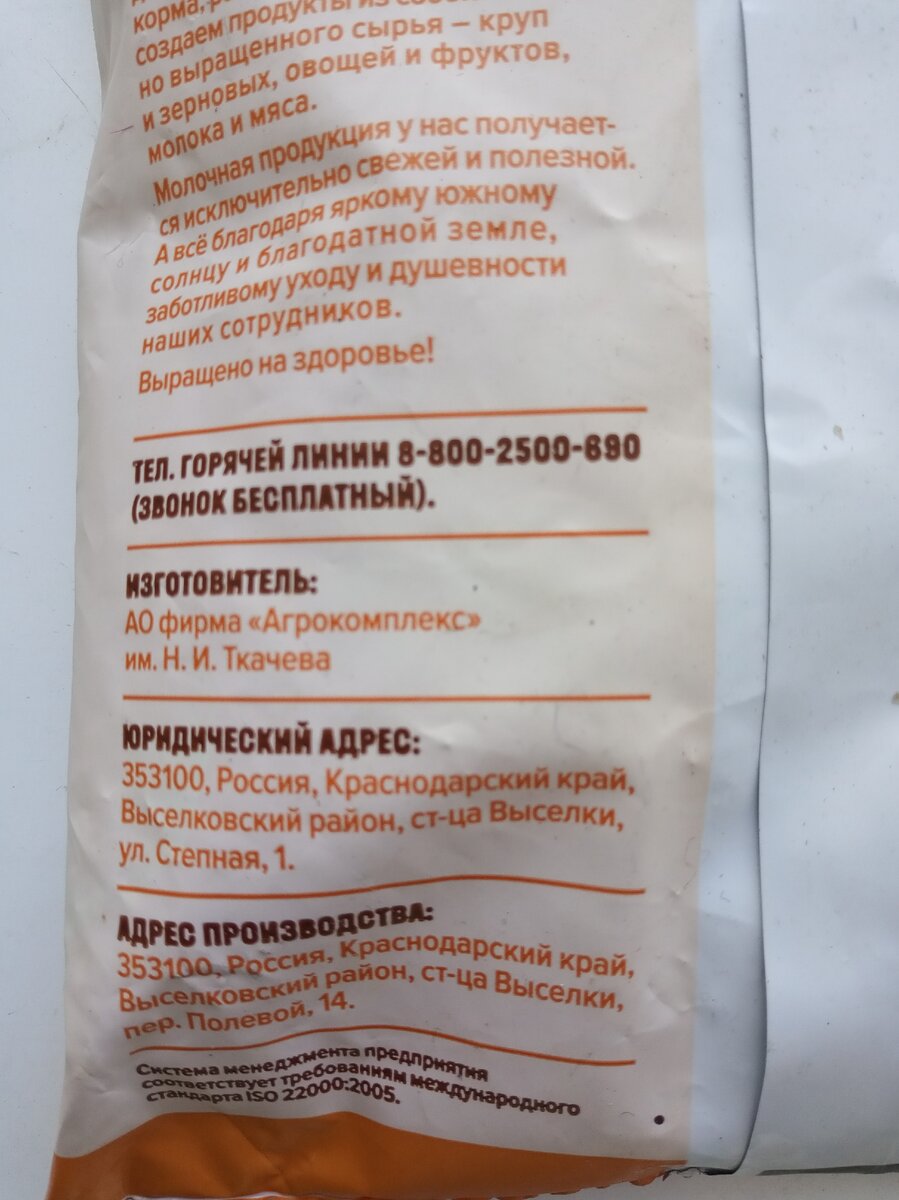 корма,
создаем продукты из
но выращенного сырья – круп
и зерновых, овощей и фруктов,
молока и мяса.
Молочная продукция у нас получает-
ся исключительно свежей и полезной.
А всё благодаря яркому южному
солнцу и благодатной земле,
заботливому уходу и душевности
наших сотрудников.
Выращено на здоровье!
ТЕЛ. ГОРЯЧЕЙ ЛИНИИ 8-800-2500-690
(ЗВОНОК БЕСПЛАТНЫЙ).
ИЗГОТОВИТЕЛЬ:
АО фирма «Агрокомплекс»
им. Н. И. Ткачева
ЮРИДИЧЕСКИЙ АДРЕС:
353100, Россия, Краснодарский край,
Выселковский район, ст-ца Выселки,
ул. Степная, 1.
АДРЕС ПРОИЗВОДСТВА:
353100, Россия, Краснодарский край,
Выселковский район, ст-ца Выселки,
пер. Полевой, 14.
Система менеджмента предприятия
соответствует требованиям международного
стандарта ISO 22000:2005.